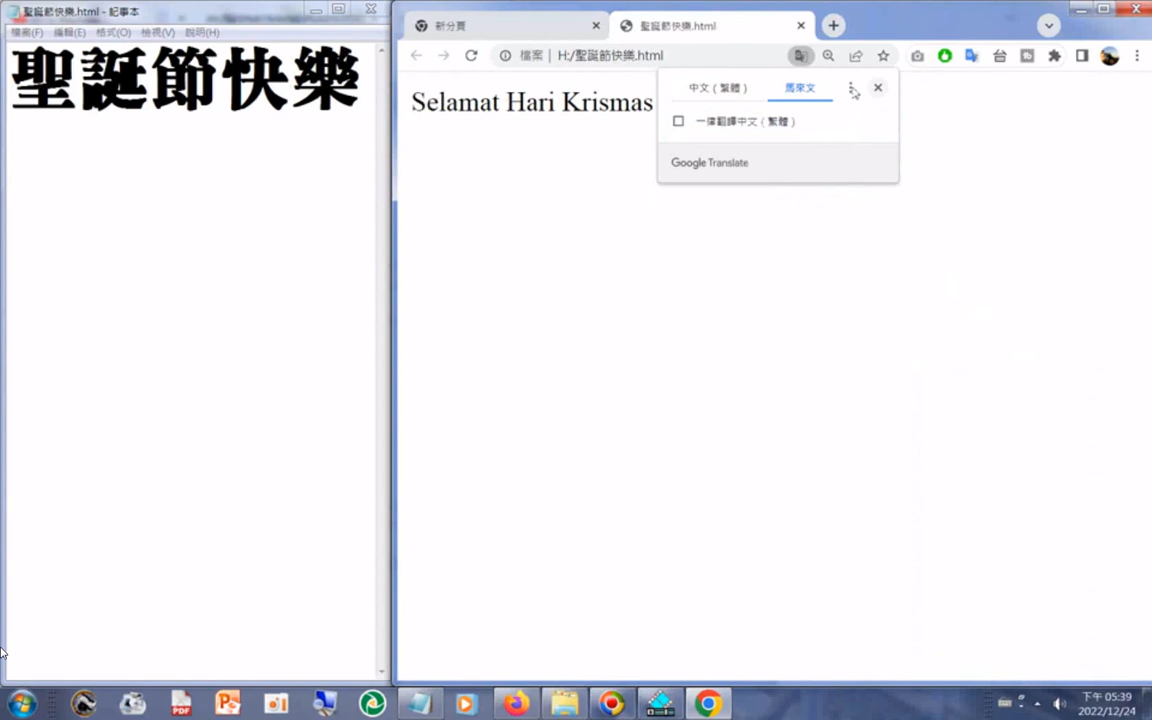 聖誕節快樂.html - 記事本
檔案(F) 編輯(E) 格式(O) 檢視(V) 說明(H)
聖誕節快樂
新分頁
聖誕節快樂.html
檔案 | H:/聖誕節快樂.html
Selamat Hari Krismas
中文（繁體）
馬來文
一律翻譯中文（繁體）
Google Translate
下午 05:39
2022/12/24